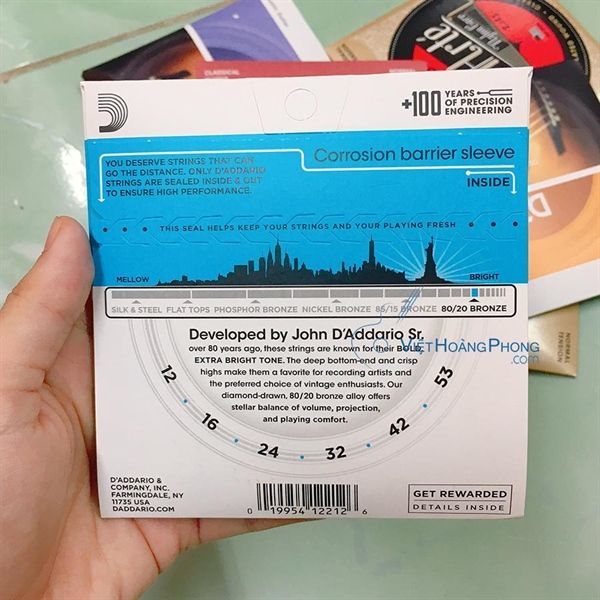 CLASSICAL
+100 YEARS
OF PRECISION
ENGINEERING
YOU DESERVE STRINGS THAT CAN
GO THE DISTANCE. ONLY D'ADDARIO
STRINGS ARE SEALED INSIDE & OUT
TO ENSURE HIGH PERFORMANCE.
Corrosion barrier sleeve
INSIDE
THIS SEAL HELPS KEEP YOUR STRINGS AND YOUR PLAYING FRESH
MELLOW BRIGHT
SILK & STEEL FLAT TOPS PHOSPHOR BRONZE NICKEL BRONZE 85/15 BRONZE 80/20 BRONZE
Developed by John D'Addario Sr.
over 80 years ago, these strings are known for their BOLD,
EXTRA BRIGHT TONE. The deep bottom-end and crisp
highs make them a favorite for recording artists and
the preferred choice of vintage enthusiasts. Our
diamond-drawn, 80/20 bronze alloy offers
stellar balance of volume, projection,
and playing comfort.
12 • 16 • 24 • 32 • 42 • 53
VIỆTHOÀNGPHONG
.com
D'ADDARIO &
COMPANY, INC.
FARMINGDALE, NY
11735 USA
DADDARIO.COM
0 19954 12212 6
GET REWARDED
DETAILS INSIDE
NORMAL
TENSION